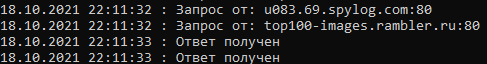 18.10.2021 22:11:32 : Запрос от: u083.69.spylog.com:80
18.10.2021 22:11:32 : Запрос от: top100-images.rambler.ru:80
18.10.2021 22:11:33 : Ответ получен
18.10.2021 22:11:33 : Ответ получен